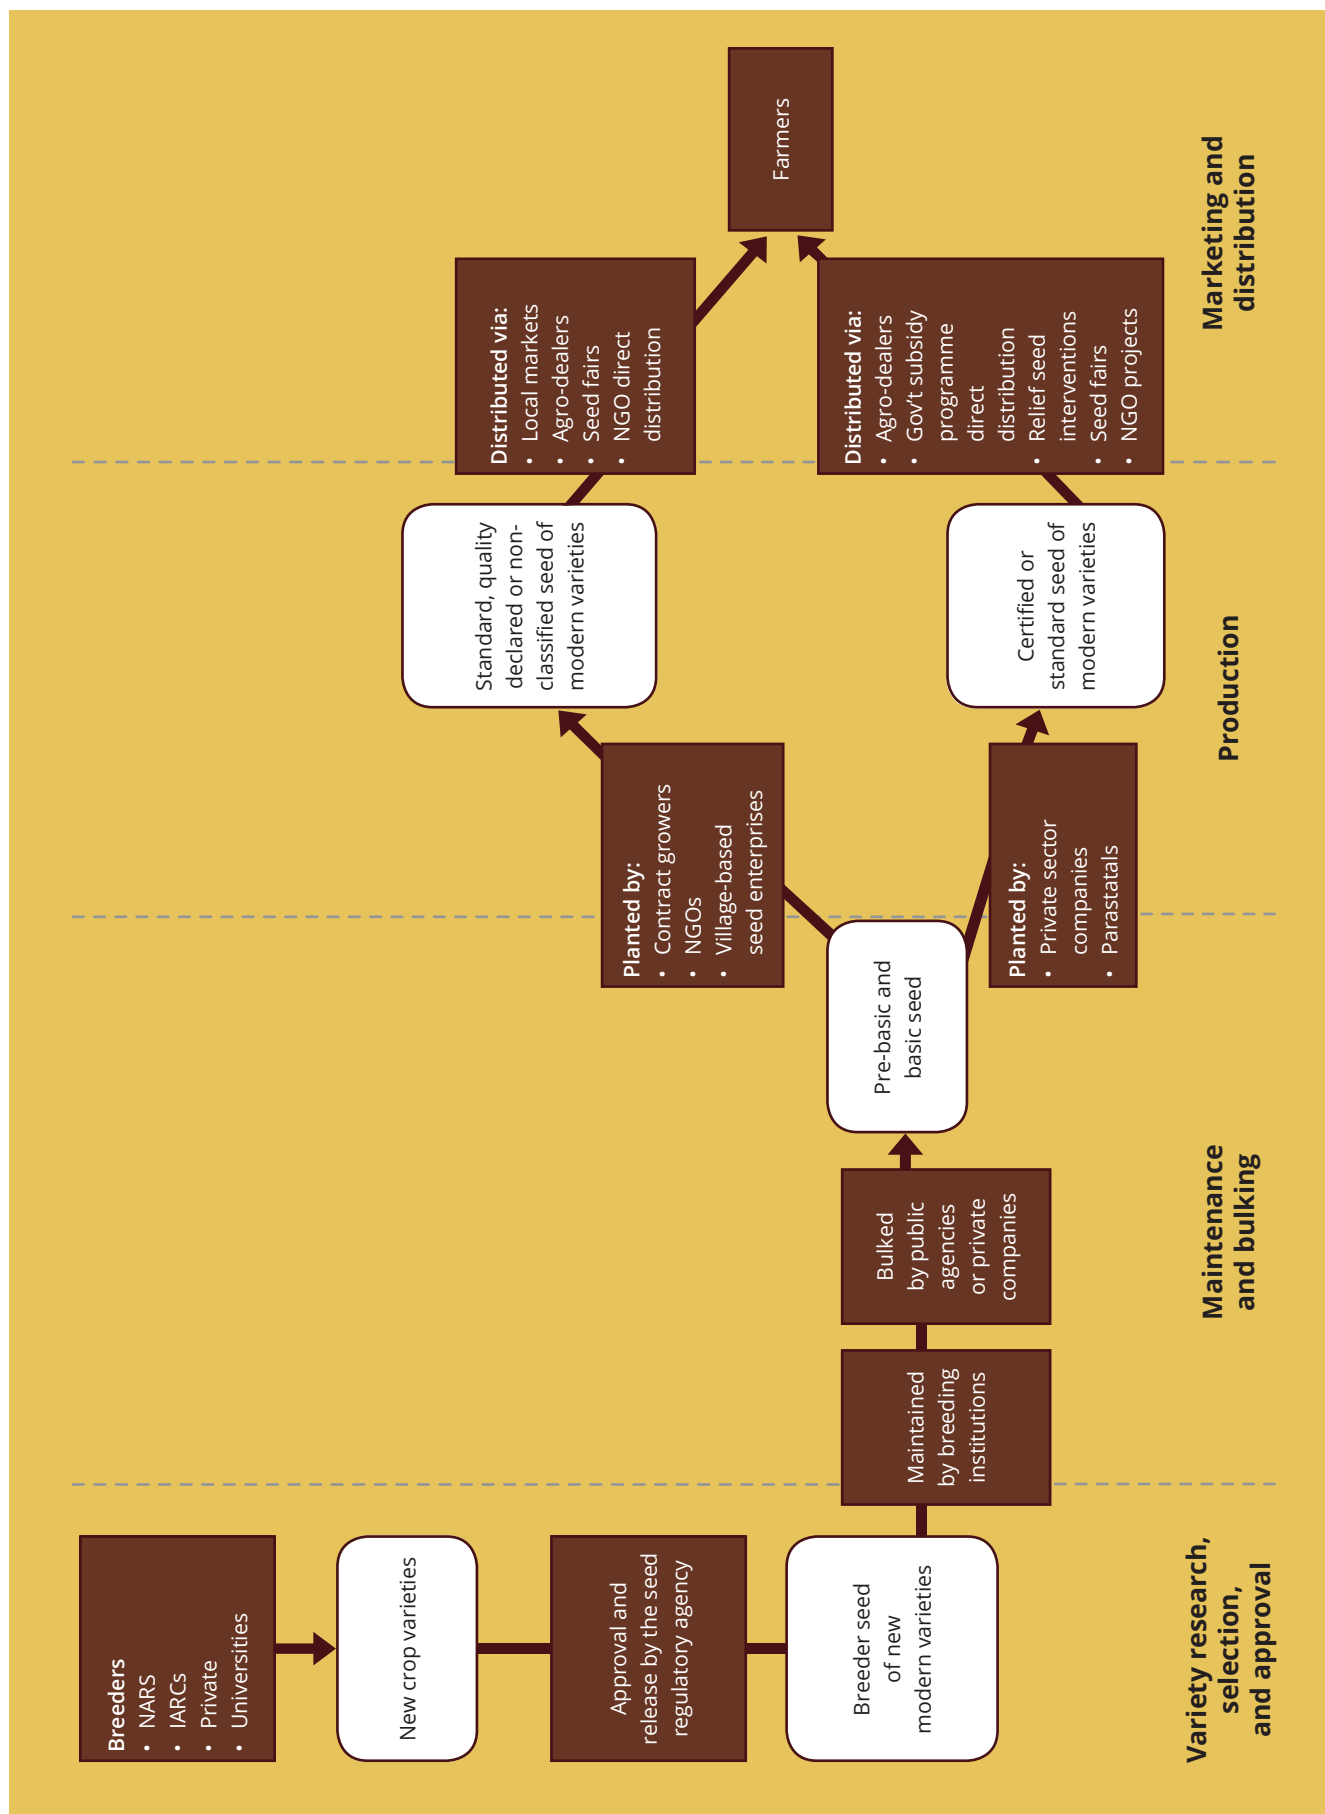 Breeders
• NARS
• IARCs
• Private
• Universities
New crop varieties
Approval and
release by the seed
regulatory agency
Breeder seed
of new
modern varieties
Maintained
by breeding
institutions
Bulked
by public
agencies
or private
companies
Pre-basic and
basic seed
Planted by:
• Contract growers
• NGOs
• Village-based
seed enterprises
Planted by:
• Private sector
companies
• Parastatals
Standard, quality
declared or non-
classified seed of
modern varieties
Certified or
standard seed of
modern varieties
Distributed via:
• Local markets
• Agro-dealers
• Seed fairs
• NGO direct
distribution
Distributed via:
• Agro-dealers
• Gov’t subsidy
programme
direct
distribution
• Relief seed
interventions
• Seed fairs
• NGO projects
Farmers
Variety research,
selection,
and approval
Maintenance
and bulking
Production
Marketing and
distribution